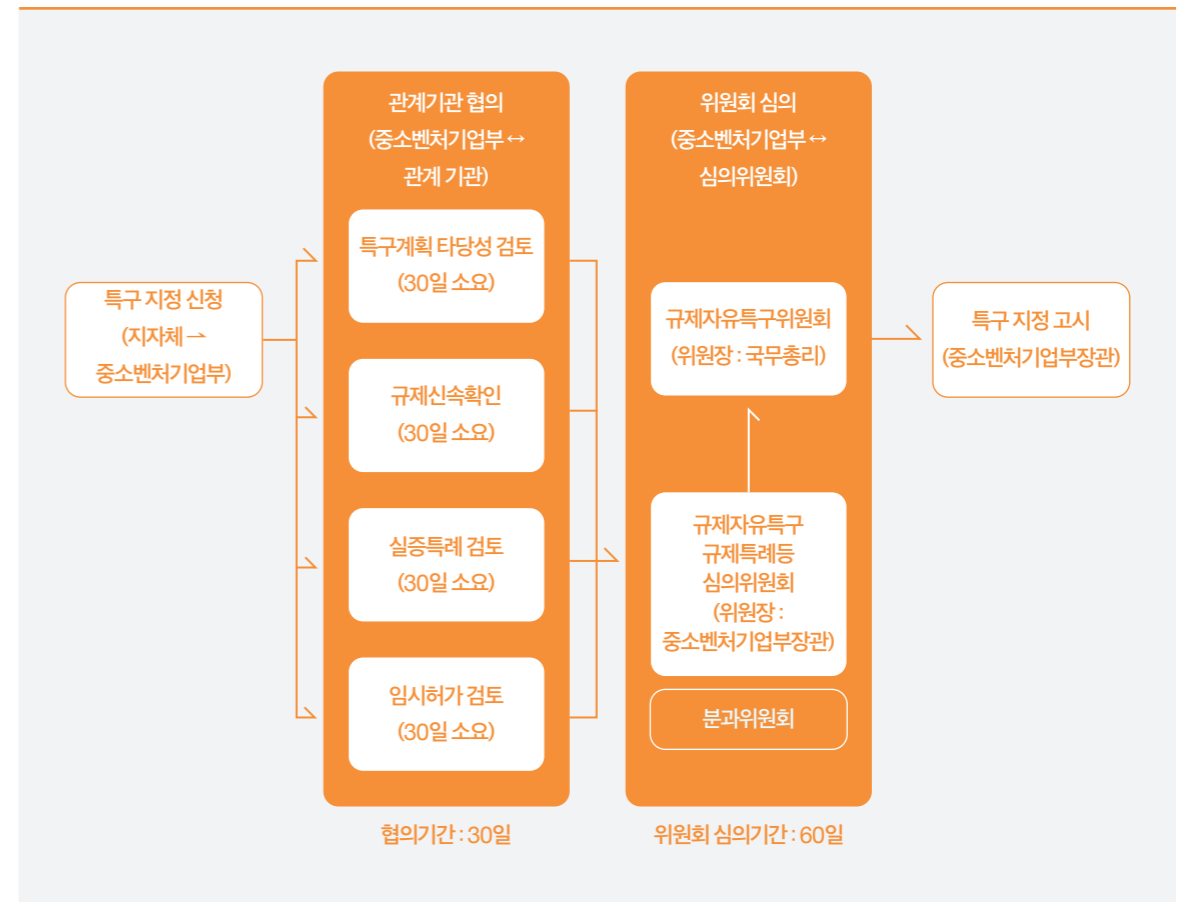 특구 지정 신청
(지자체 ⇀
중소벤처기업부)
관계기관 협의
(중소벤처기업부 ↔
관계 기관)
특구계획 타당성 검토
(30일 소요)
규제신속확인
(30일 소요)
실증특례 검토
(30일 소요)
임시허가 검토
(30일 소요)
협의기간 : 30일
위원회 심의
(중소벤처기업부 ↔
심의위원회)
규제자유특구위원회
(위원장 : 국무총리)
규제자유특구
규제특례등
심의위원회
(위원장 :
중소벤처기업부장관)
분과위원회
위원회 심의기간 : 60일
특구 지정 고시
(중소벤처기업부장관)